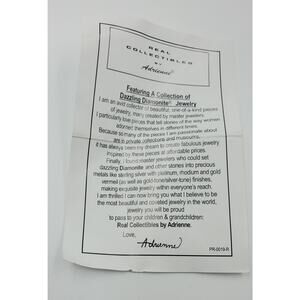 REAL
COLLECTIBLES
BY
Adrienne®
Featuring A Collection of
Dazzling Diamonite® Jewelry
I am an avid collector of beautiful, one-of-a-kind pieces
of jewelry, many created by master jewelers. I
particularly love pieces that tell stories of the way women
adorned themselves in different times.
Because so many of the pieces I am passionate about
are in private collections and museums,
it has always been my dream to create fabulous jewelry
inspired by these pieces at affordable prices.
Finally, I found master jewelers who could set
dazzling Diamonite and other stones into precious
metals like sterling silver with platinum, rhodium and gold
vermeil (as well as gold-tone/silver-tone) finishes,
making exquisite jewelry within everyone's reach.
I am thrilled I can now bring you what I believe to be
the most beautiful and coveted jewelry in the world,
jewelry you will be proud
to pass to your children & grandchildren:
Real Collectibles by Adrienne.
Love,
Adrienne
PR-0019-R